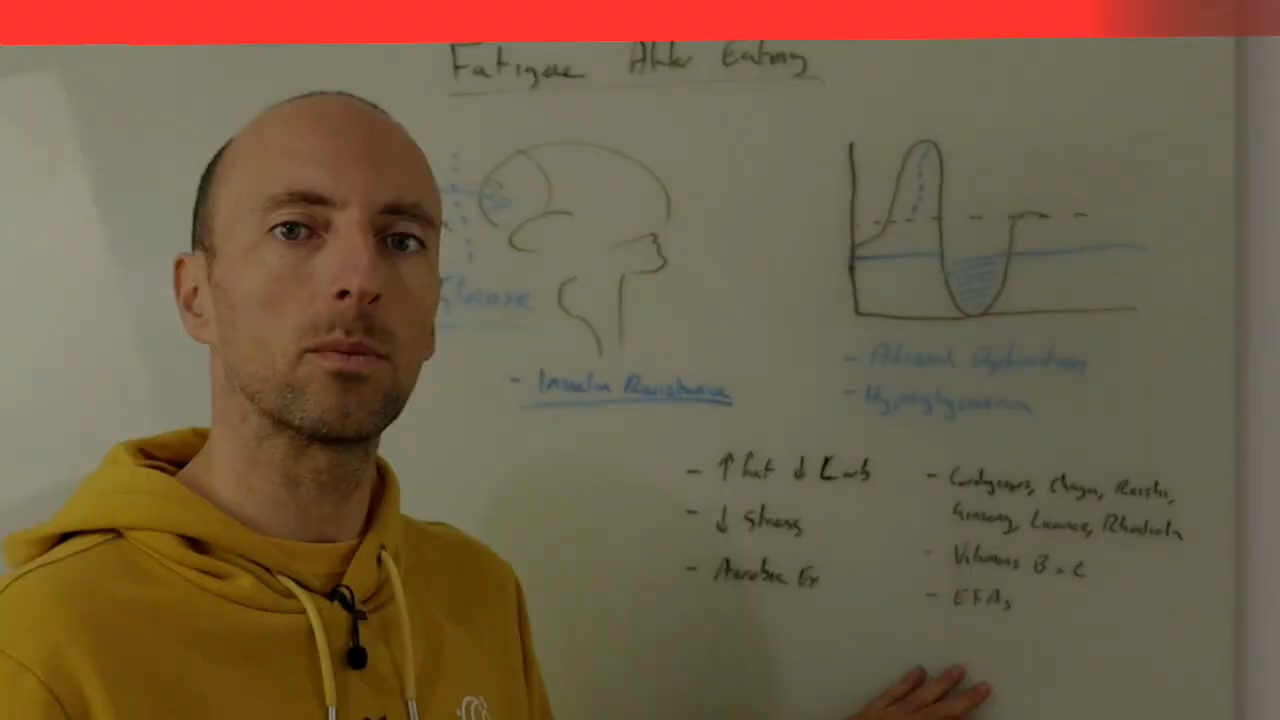 Fatigue After Eating
Glucose
- Insulin Resistance
- Adrenal Dysfunction
- Hypoglycemia
- ↑ Fat ↓ Carb
- ↓ Stress
- Aerobic Ex
- Cordyceps, Chaga, Reishi,
Ginseng, Rhodiola
- Vitamins B + C
- EFAs